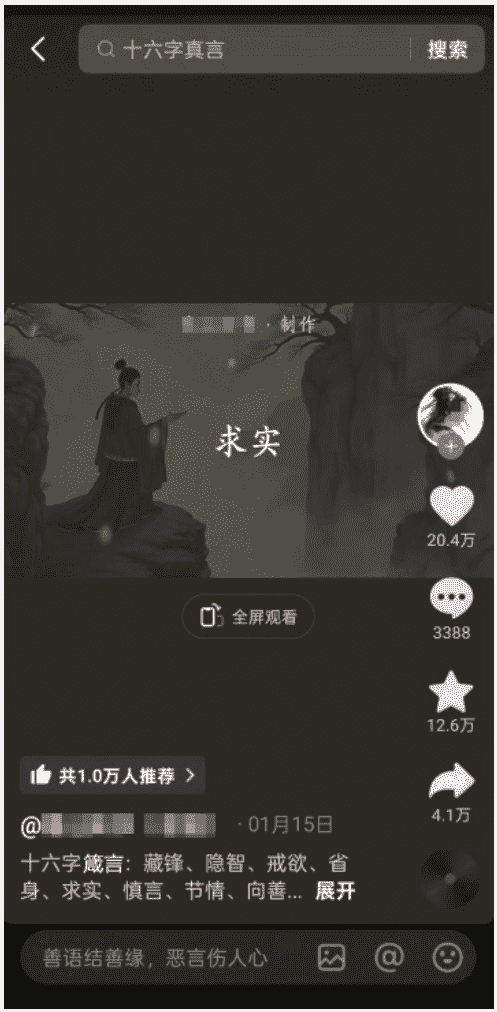 十六字真言
搜索
· 制作
求实
20.4万
3388
全屏观看
12.6万
共1.0万人推荐
4.1万
@ · 01月15日
十六字箴言：藏锋、隐智、戒欲、省
身、求实、慎言、节情、向善... 展开
善语结善缘，恶言伤人心
@